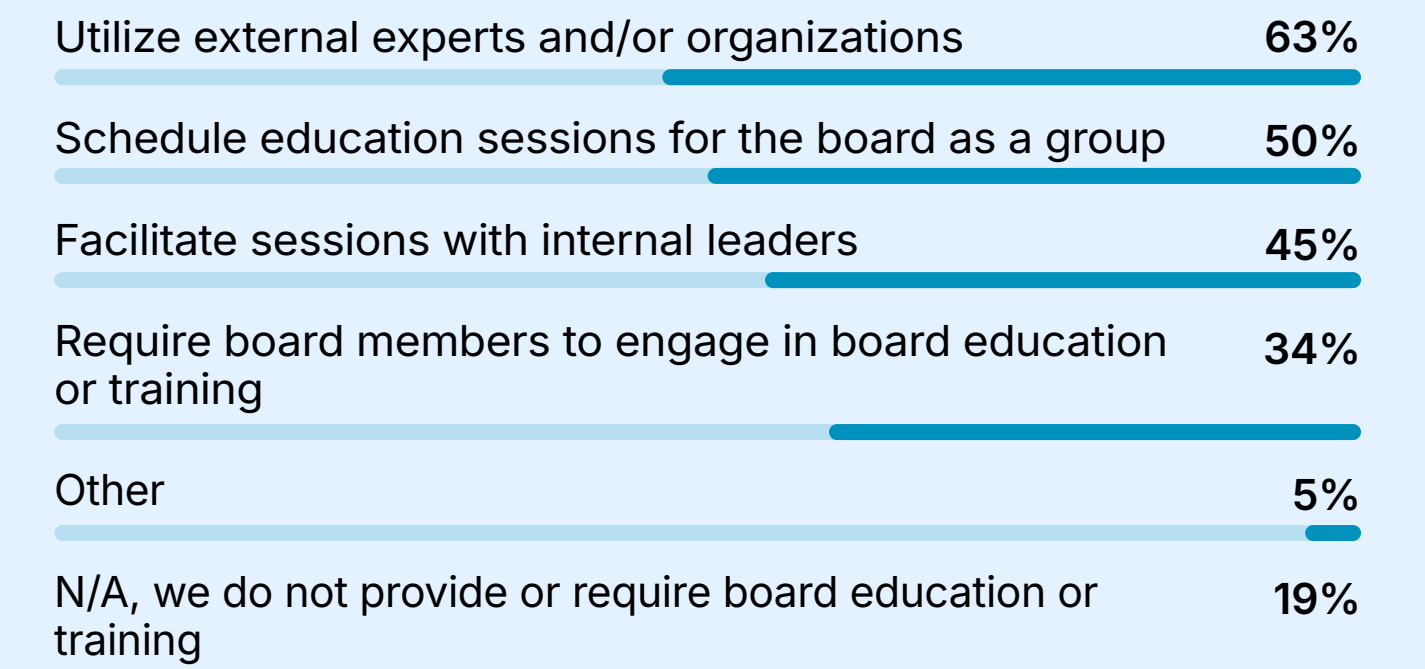 Utilize external experts and/or organizations 63%
Schedule education sessions for the board as a group 50%
Facilitate sessions with internal leaders 45%
Require board members to engage in board education 34%
or training
Other 5%
N/A, we do not provide or require board education or 19%
training